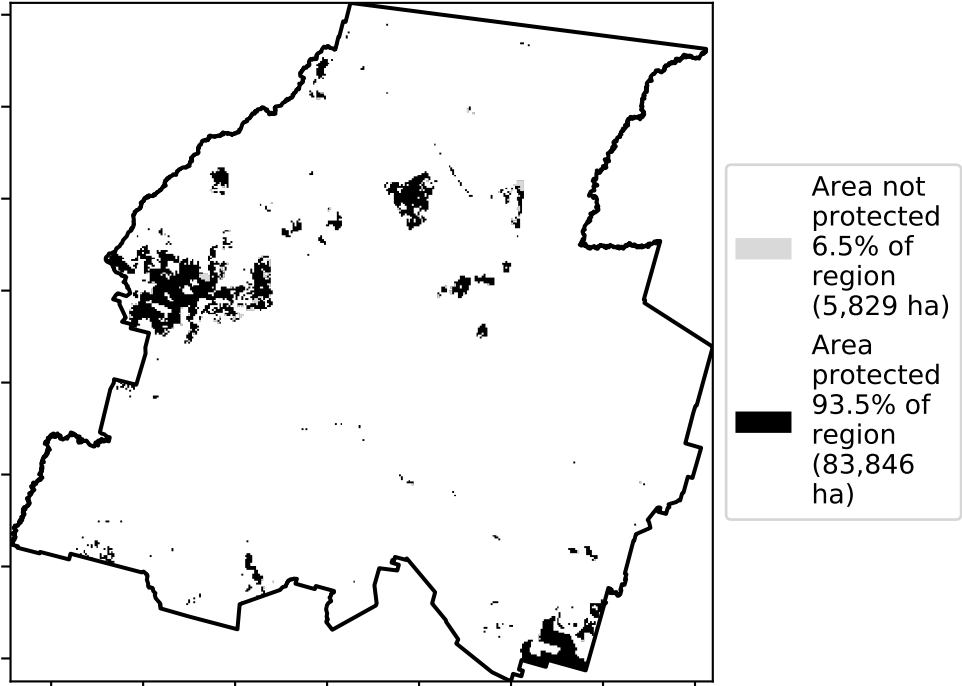 Area not
protected
6.5% of
region
(5,829 ha)
Area
protected
93.5% of
region
(83,846
ha)